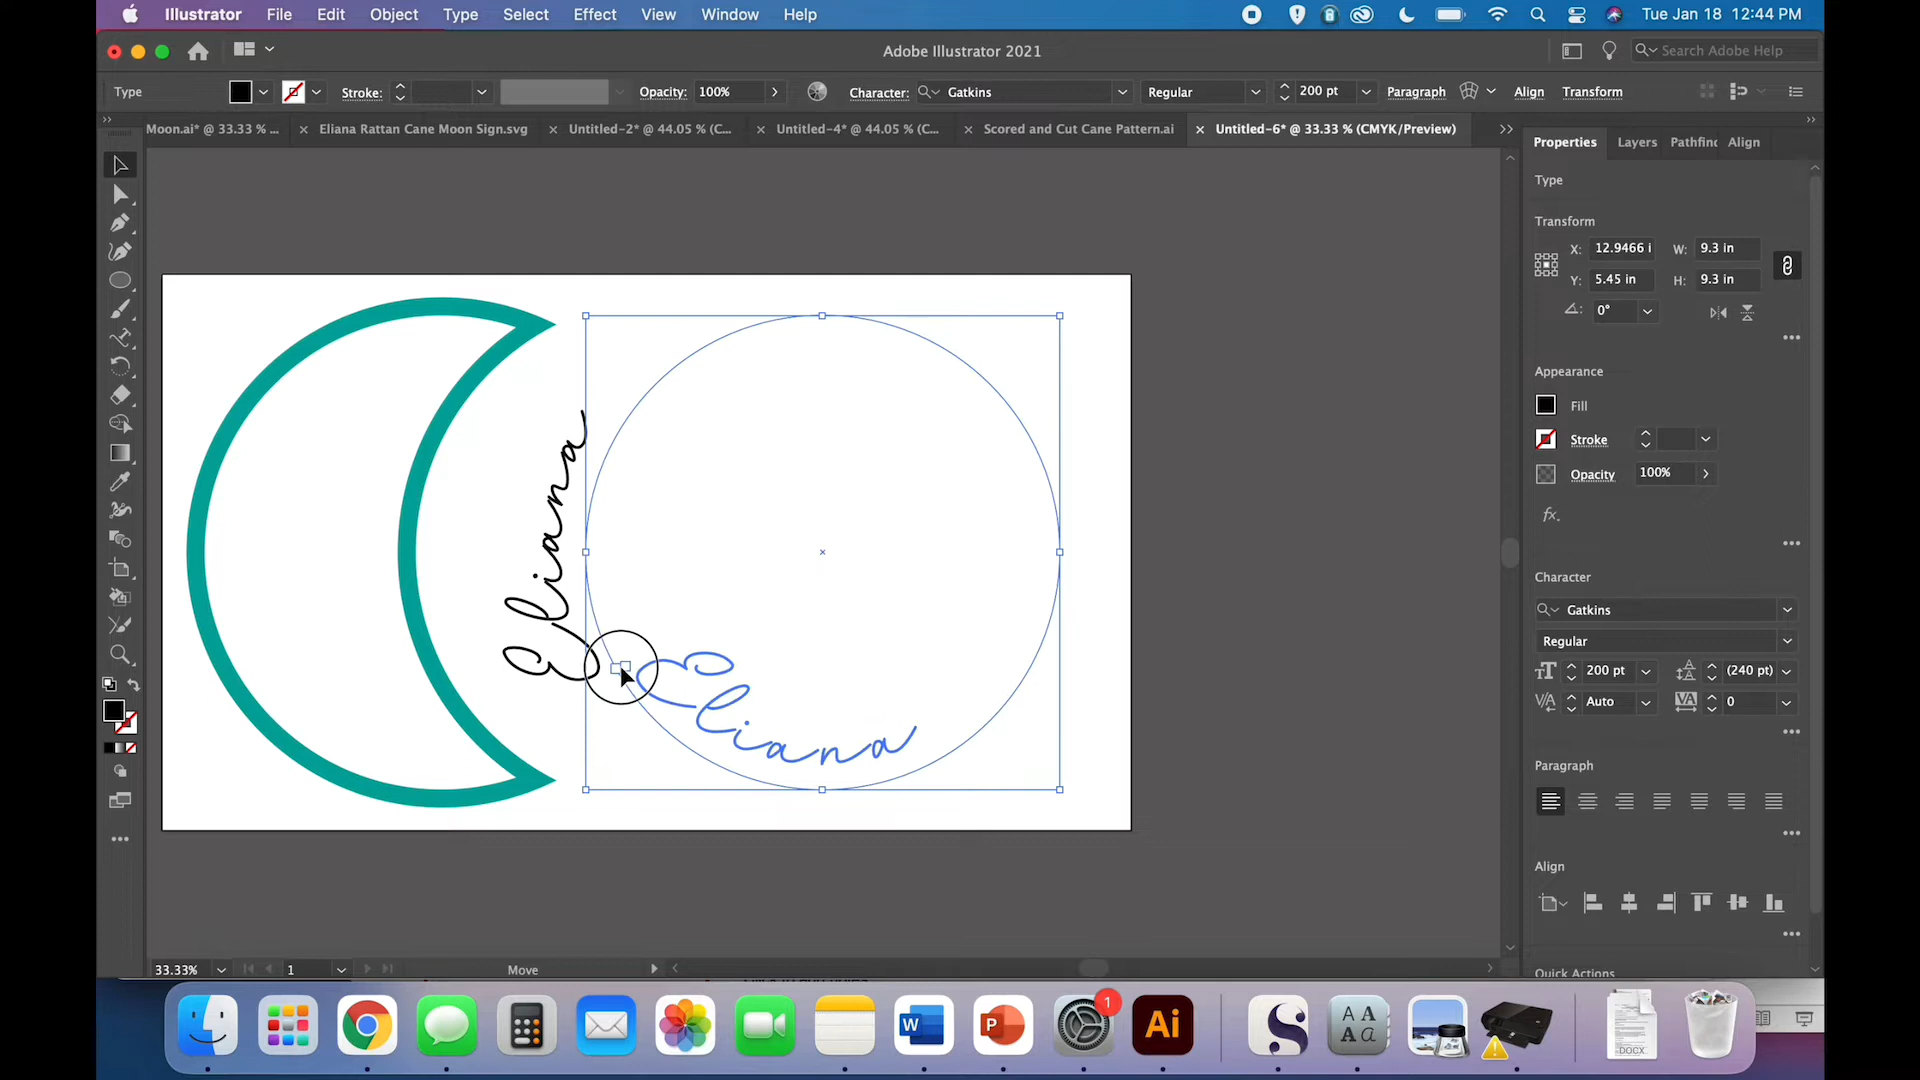 Illustrator File Edit Object Type Select Effect View Window Help Tue Jan 18 12:44 PM
Adobe Illustrator 2021 Search Adobe Help
Type Stroke: Opacity: 100% Character: Gatkins Regular 200 pt Paragraph Align Transform
Moon.ai* @ 33.33 % ... Eliana Rattan Cane Moon Sign.svg Untitled-2* @ 44.05 % (C... Untitled-4* @ 44.05 % (C... Scored and Cut Cane Pattern.ai Untitled-6* @ 33.33 % (CMYK/Preview)
Properties Layers Pathfind Align
Type
Transform
X: 12.9466 i W: 9.3 in
Y: 5.45 in H: 9.3 in
0°
Appearance
Fill
Stroke
Opacity 100%
fx.
Character
Gatkins
Regular
200 pt (240 pt)
Auto 0
Paragraph
Align
Quick Actions
Eliana
Eliana
33.33% 1 Move
W P 1 Ai
A A
A a
DOCX